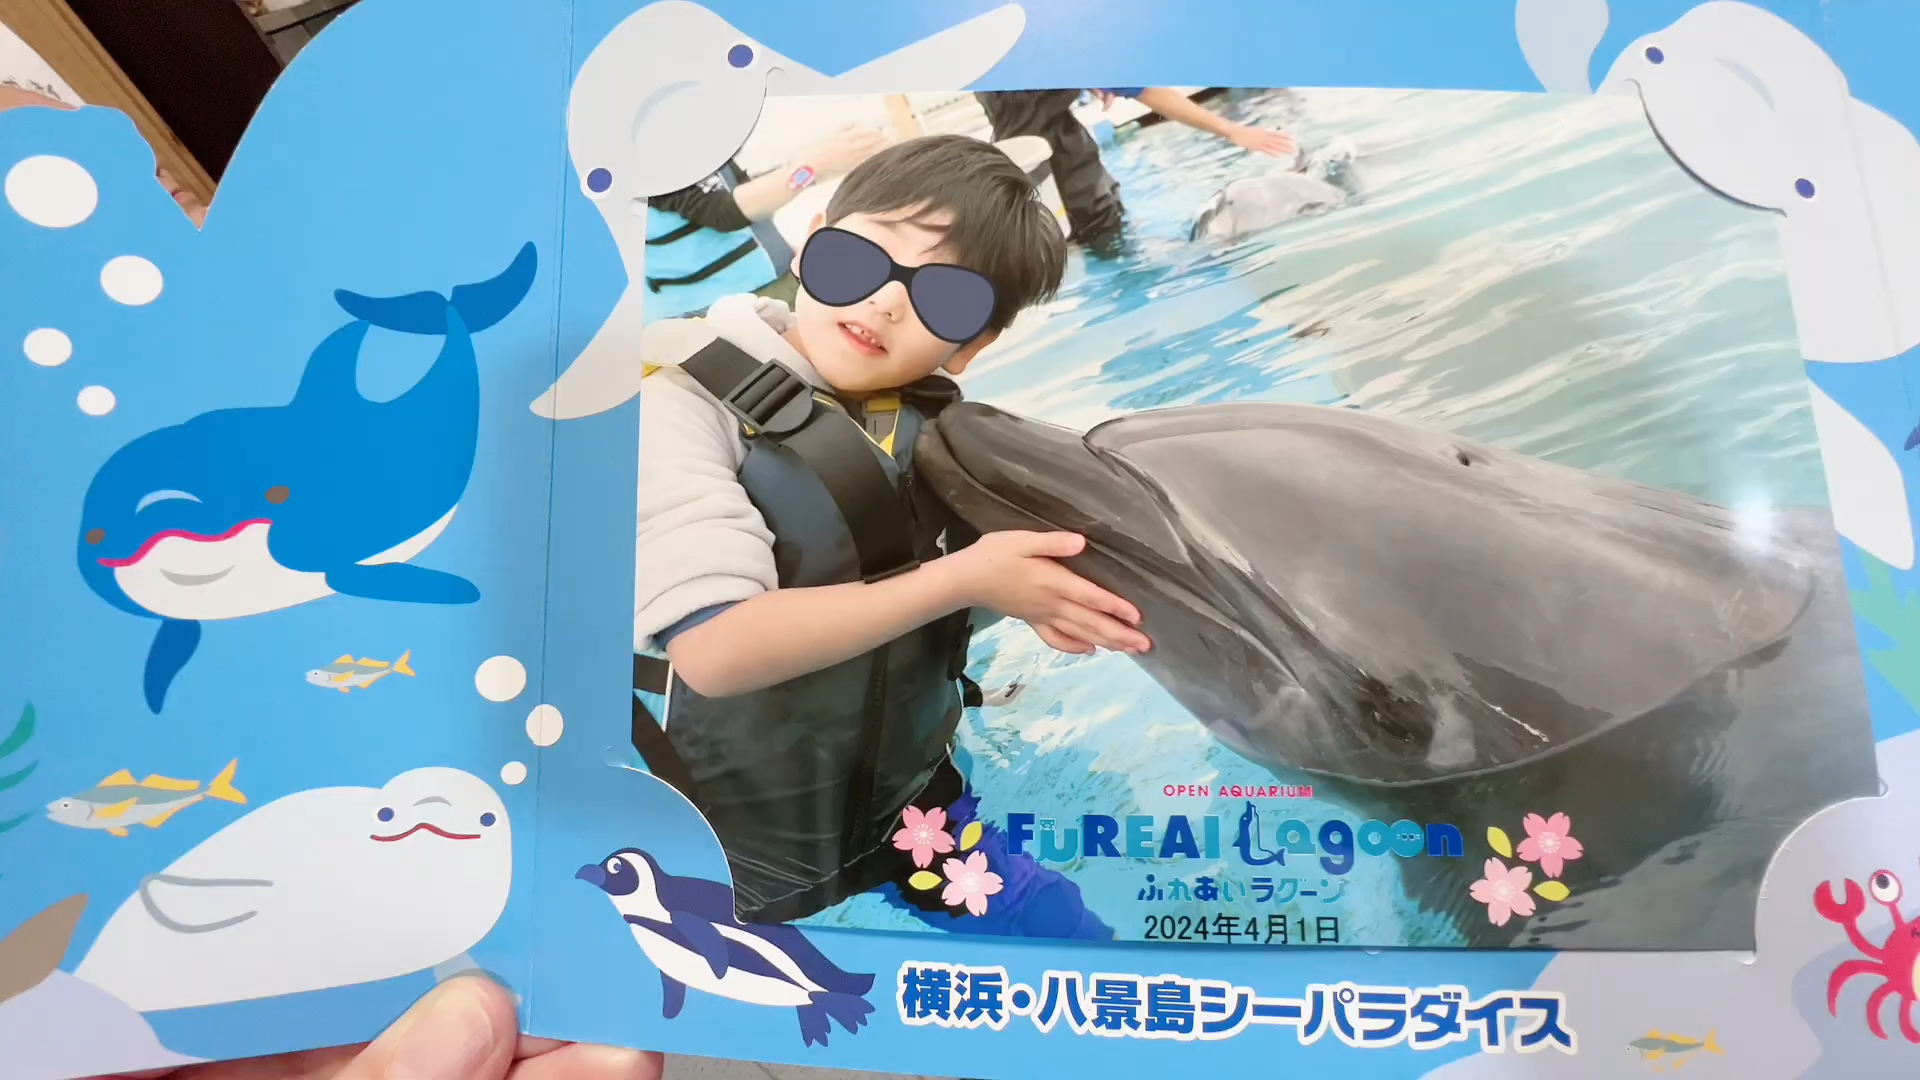 OPEN AQUARIUM
FUREAI Lagoon
ふれあいラグーン
2024年4月1日
横浜・八景島シーパラダイス